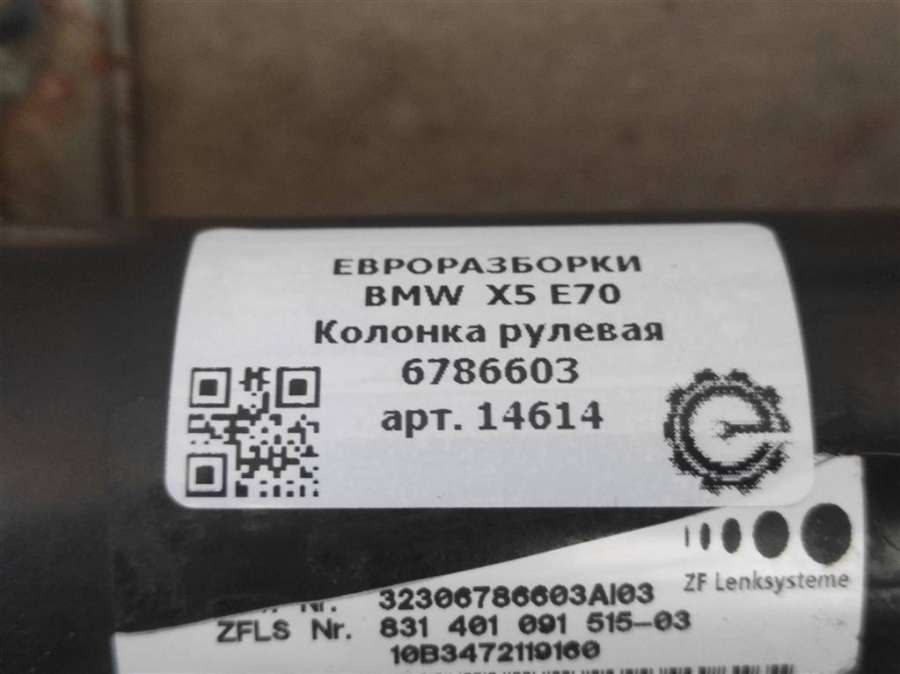 ЕВРОРАЗБОРКИ
BMW X5 E70
Колонка рулевая
6786603
арт. 14614
ZF Lenksysteme
Nr. 32306786603AI03
ZFLS Nr. 831 401 091 515-03
10B3472119160